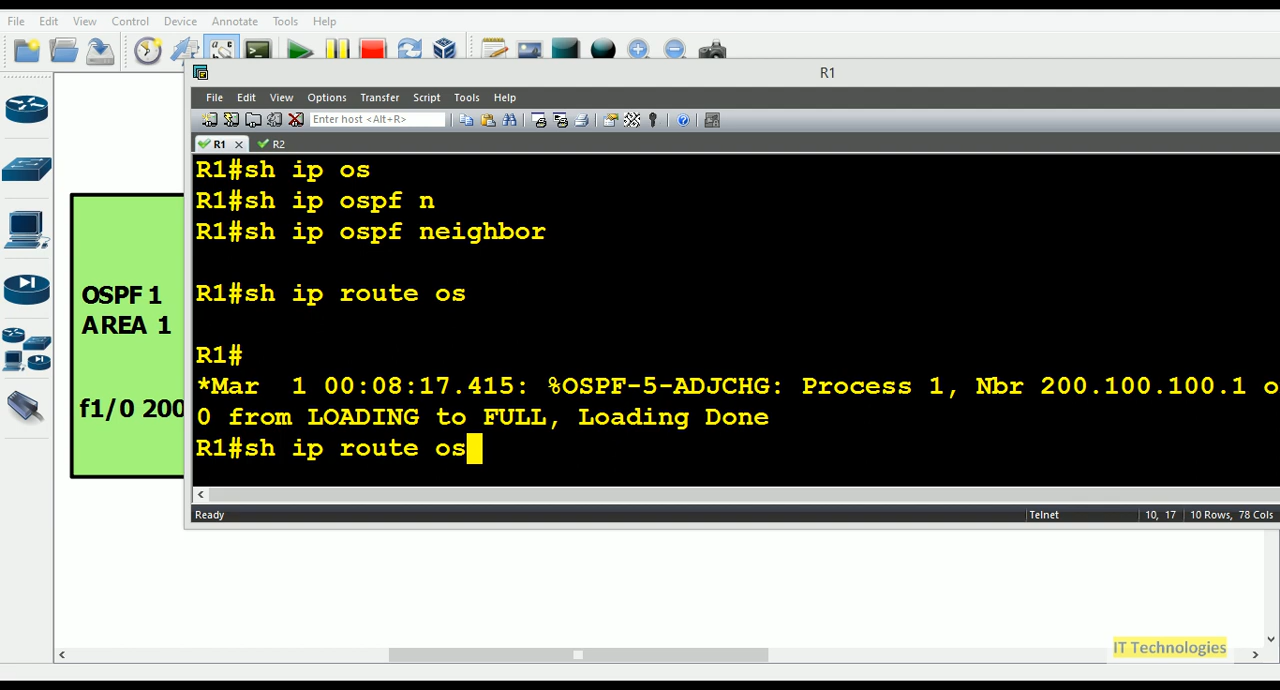 File Edit View Control Device Annotate Tools Help
R1
File Edit View Options Transfer Script Tools Help
Enter host <Alt+R>
R1 R2
R1#sh ip os
R1#sh ip ospf n
R1#sh ip ospf neighbor
R1#sh ip route os
R1#
*Mar 1 00:08:17.415: %OSPF-5-ADJCHG: Process 1, Nbr 200.100.100.1 o
0 from LOADING to FULL, Loading Done
R1#sh ip route os
OSPF 1
AREA 1
f1/0 200
Ready Telnet 10, 17 10 Rows, 78 Cols
IT Technologies